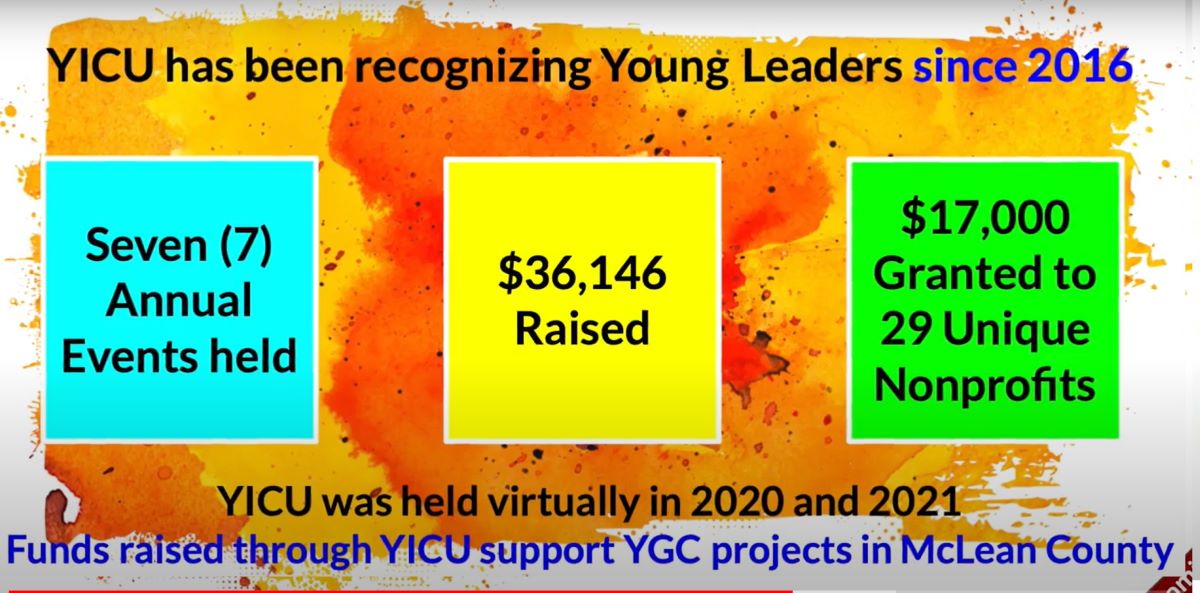 YICU has been recognizing Young Leaders since 2016
Seven (7)
Annual
Events held
$36,146
Raised
$17,000
Granted to
29 Unique
Nonprofits
YICU was held virtually in 2020 and 2021
Funds raised through YICU support YGC projects in McLean County